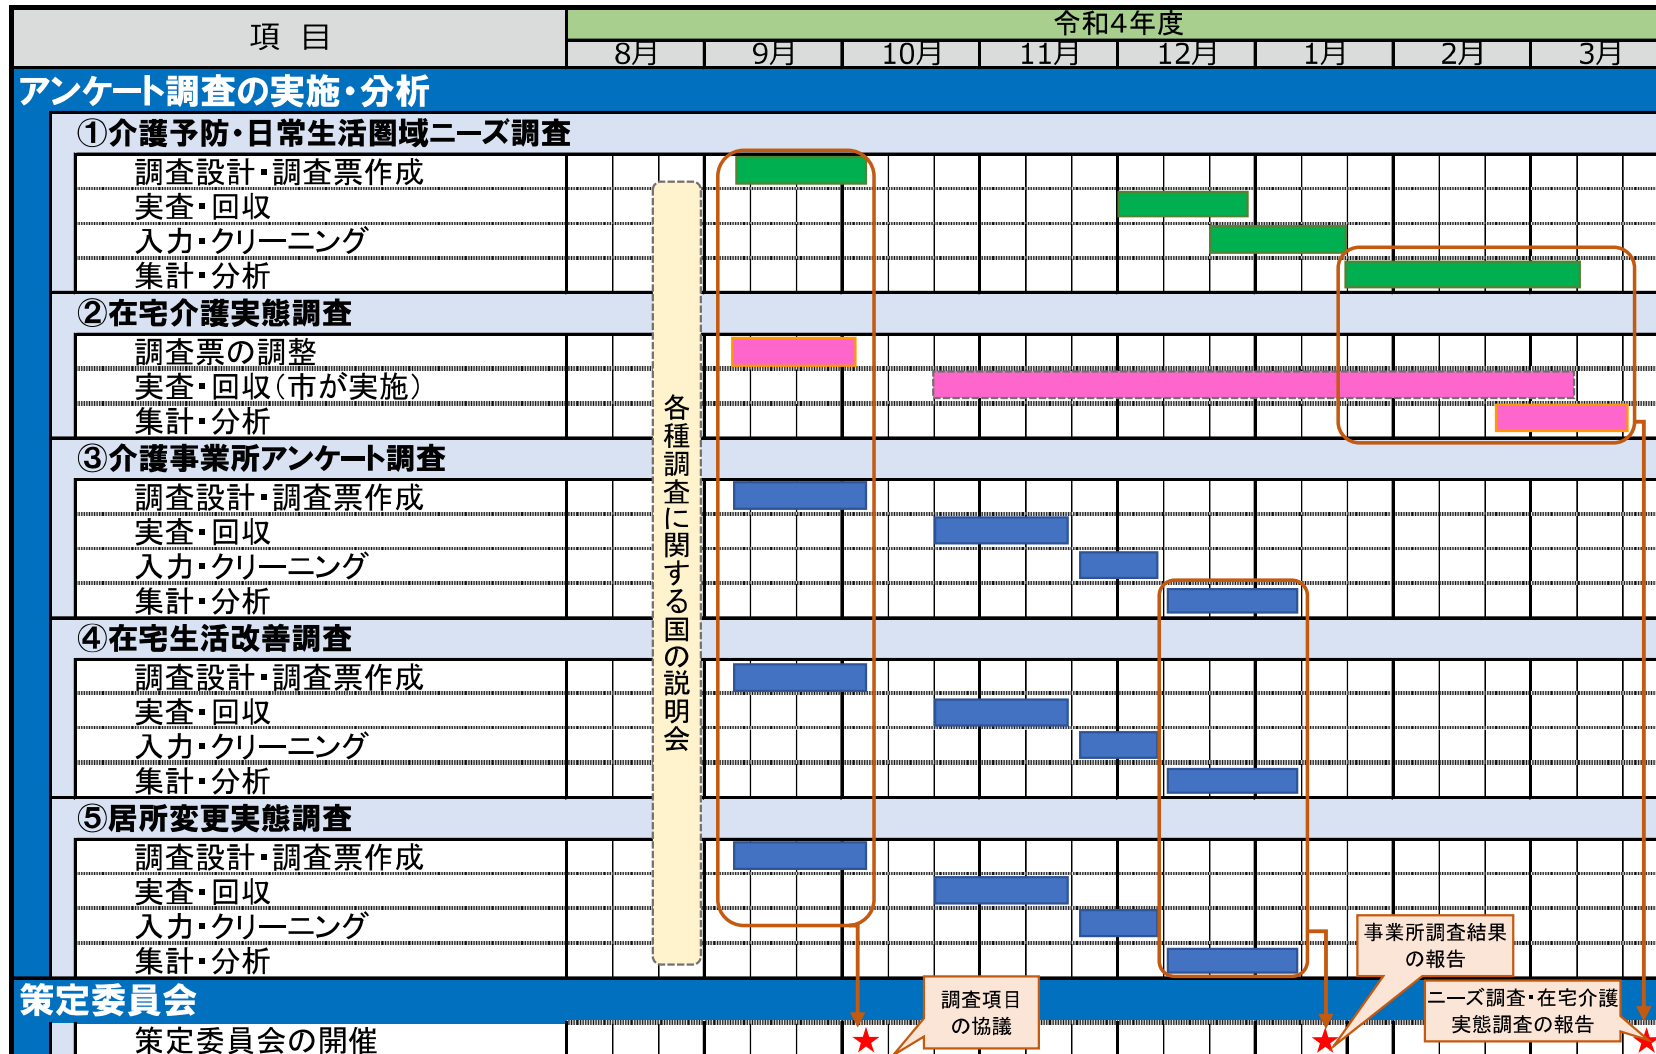 項 目
令和4年度
8月 9月 10月 11月 12月 1月 2月 3月
アンケート調査の実施・分析
①介護予防・日常生活圏域ニーズ調査
調査設計・調査票作成
実査・回収
入力・クリーニング
集計・分析
②在宅介護実態調査
調査票の調整
実査・回収(市が実施)
集計・分析
③介護事業所アンケート調査
調査設計・調査票作成
実査・回収
入力・クリーニング
集計・分析
④在宅生活改善調査
調査設計・調査票作成
実査・回収
入力・クリーニング
集計・分析
⑤居所変更実態調査
調査設計・調査票作成
実査・回収
入力・クリーニング
集計・分析
各種調査に関する国の説明会
策定委員会
策定委員会の開催
調査項目
の協議
事業所調査結果
の報告
ニーズ調査・在宅介護
実態調査の報告